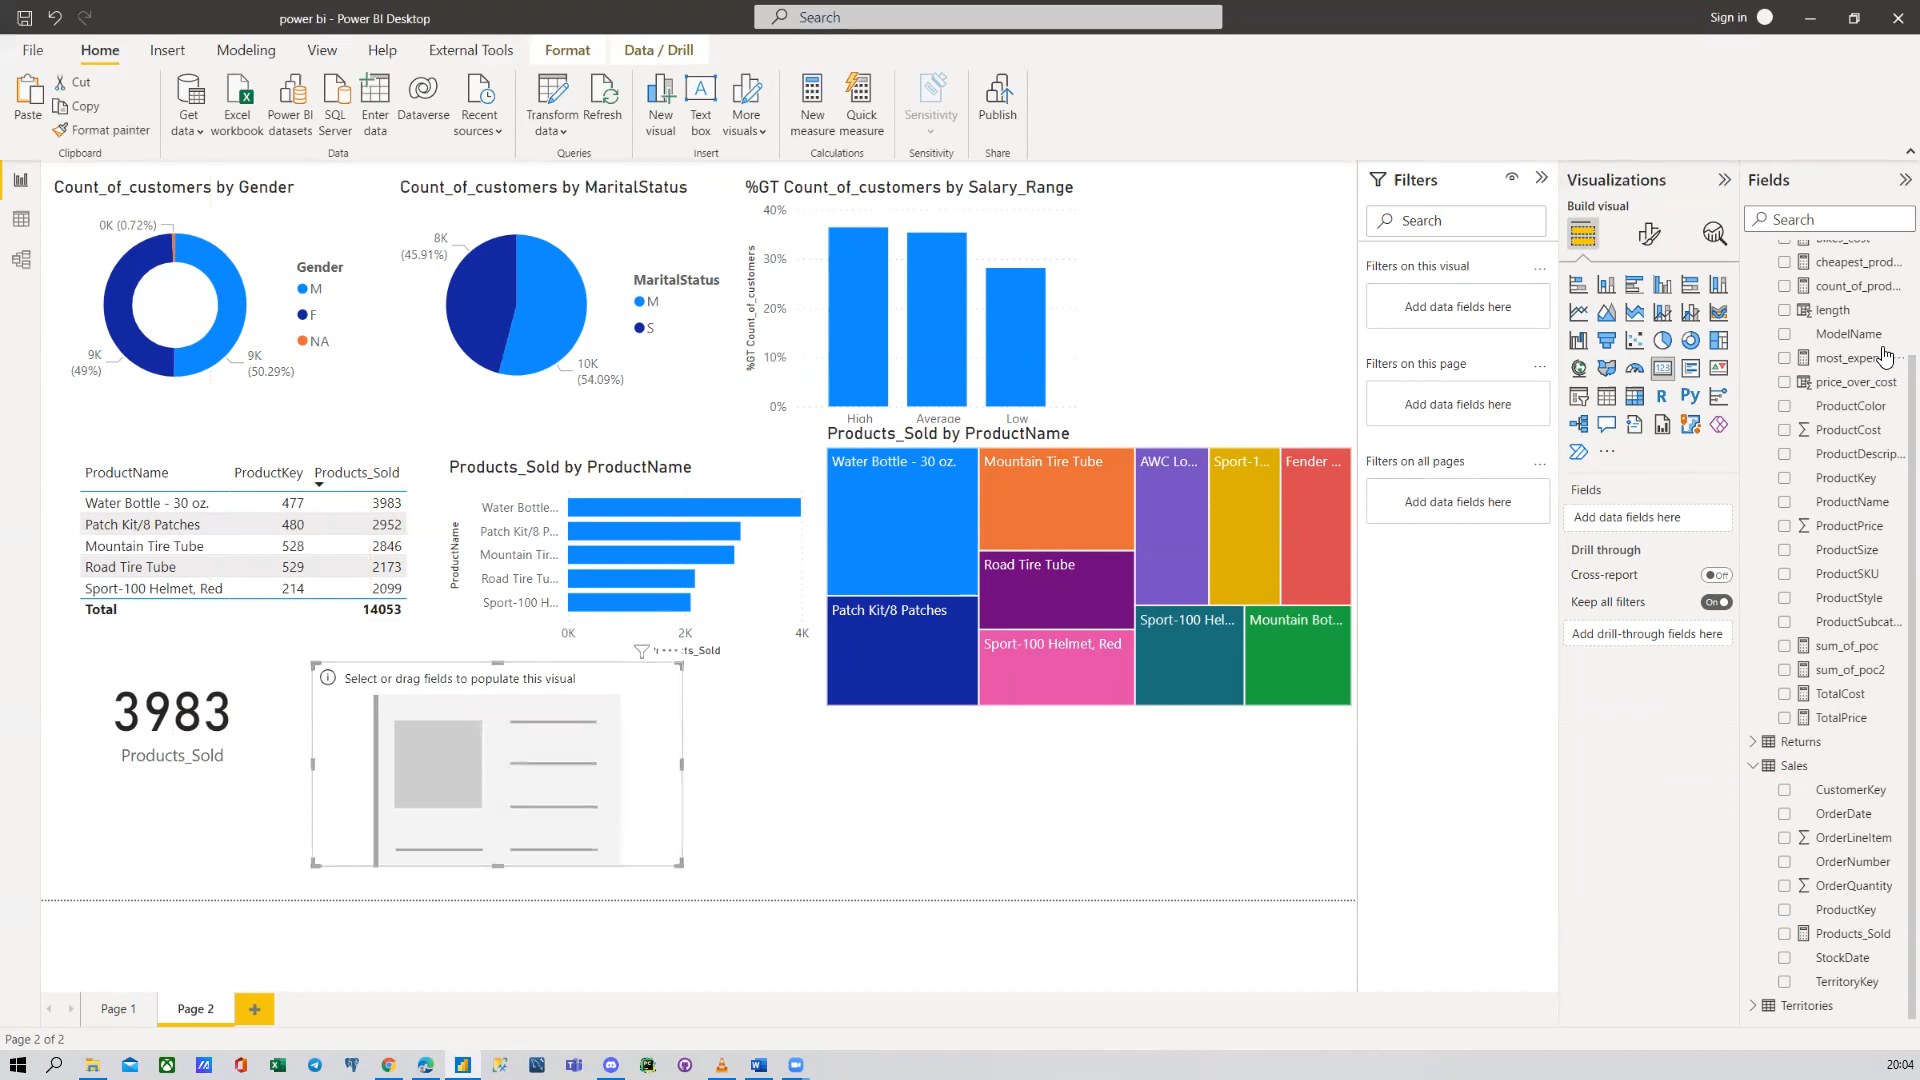 power bi - Power BI Desktop
Search
Sign in
File
Home
Insert
Modeling
View
Help
External Tools
Format
Data / Drill
Paste
Cut
Copy
Format painter
Clipboard
Get data
Excel workbook
Power BI datasets
SQL Server
Enter data
Dataverse
Recent sources
Data
Transform data
Refresh
Queries
New visual
Text box
More visuals
Insert
New measure
Quick measure
Calculations
Sensitivity
Sensitivity
Publish
Share
Count_of_customers by Gender
0K (0.72%)
9K
(49%)
9K
(50.29%)
Gender
M
F
NA
Count_of_customers by MaritalStatus
8K
(45.91%)
10K
(54.09%)
MaritalStatus
M
S
%GT Count_of_customers by Salary_Range
%GT Count_of_customers
40%
30%
20%
10%
0%
High
Average
Low
ProductName ProductKey Products_Sold
Water Bottle - 30 oz. 477 3983
Patch Kit/8 Patches 480 2952
Mountain Tire Tube 528 2846
Road Tire Tube 529 2173
Sport-100 Helmet, Red 214 2099
Total 14053
Products_Sold by ProductName
ProductName
Water Bottle...
Patch Kit/8 P...
Mountain Tir...
Road Tire Tu...
Sport-100 H...
0K
2K
4K
ts_Sold
Products_Sold by ProductName
Water Bottle - 30 oz.
Patch Kit/8 Patches
Mountain Tire Tube
Road Tire Tube
Sport-100 Helmet, Red
AWC Lo...
Sport-1...
Fender ...
Sport-100 Hel...
Mountain Bot...
3983
Products_Sold
Select or drag fields to populate this visual
Filters
Search
Filters on this visual
Add data fields here
Filters on this page
Add data fields here
Filters on all pages
Add data fields here
Visualizations
Build visual
123
R
Py
Fields
Add data fields here
Drill through
Cross-report
Off
Keep all filters
On
Add drill-through fields here
Fields
Search
Bikes_cost
cheapest_prod...
count_of_prod...
length
ModelName
most_expen
price_over_cost
ProductColor
ProductCost
ProductDescrip...
ProductKey
ProductName
ProductPrice
ProductSize
ProductSKU
ProductStyle
ProductSubcat...
sum_of_poc
sum_of_poc2
TotalCost
TotalPrice
Returns
Sales
CustomerKey
OrderDate
OrderLineItem
OrderNumber
OrderQuantity
ProductKey
Products_Sold
StockDate
TerritoryKey
Territories
Page 1
Page 2
Page 2 of 2
20:04